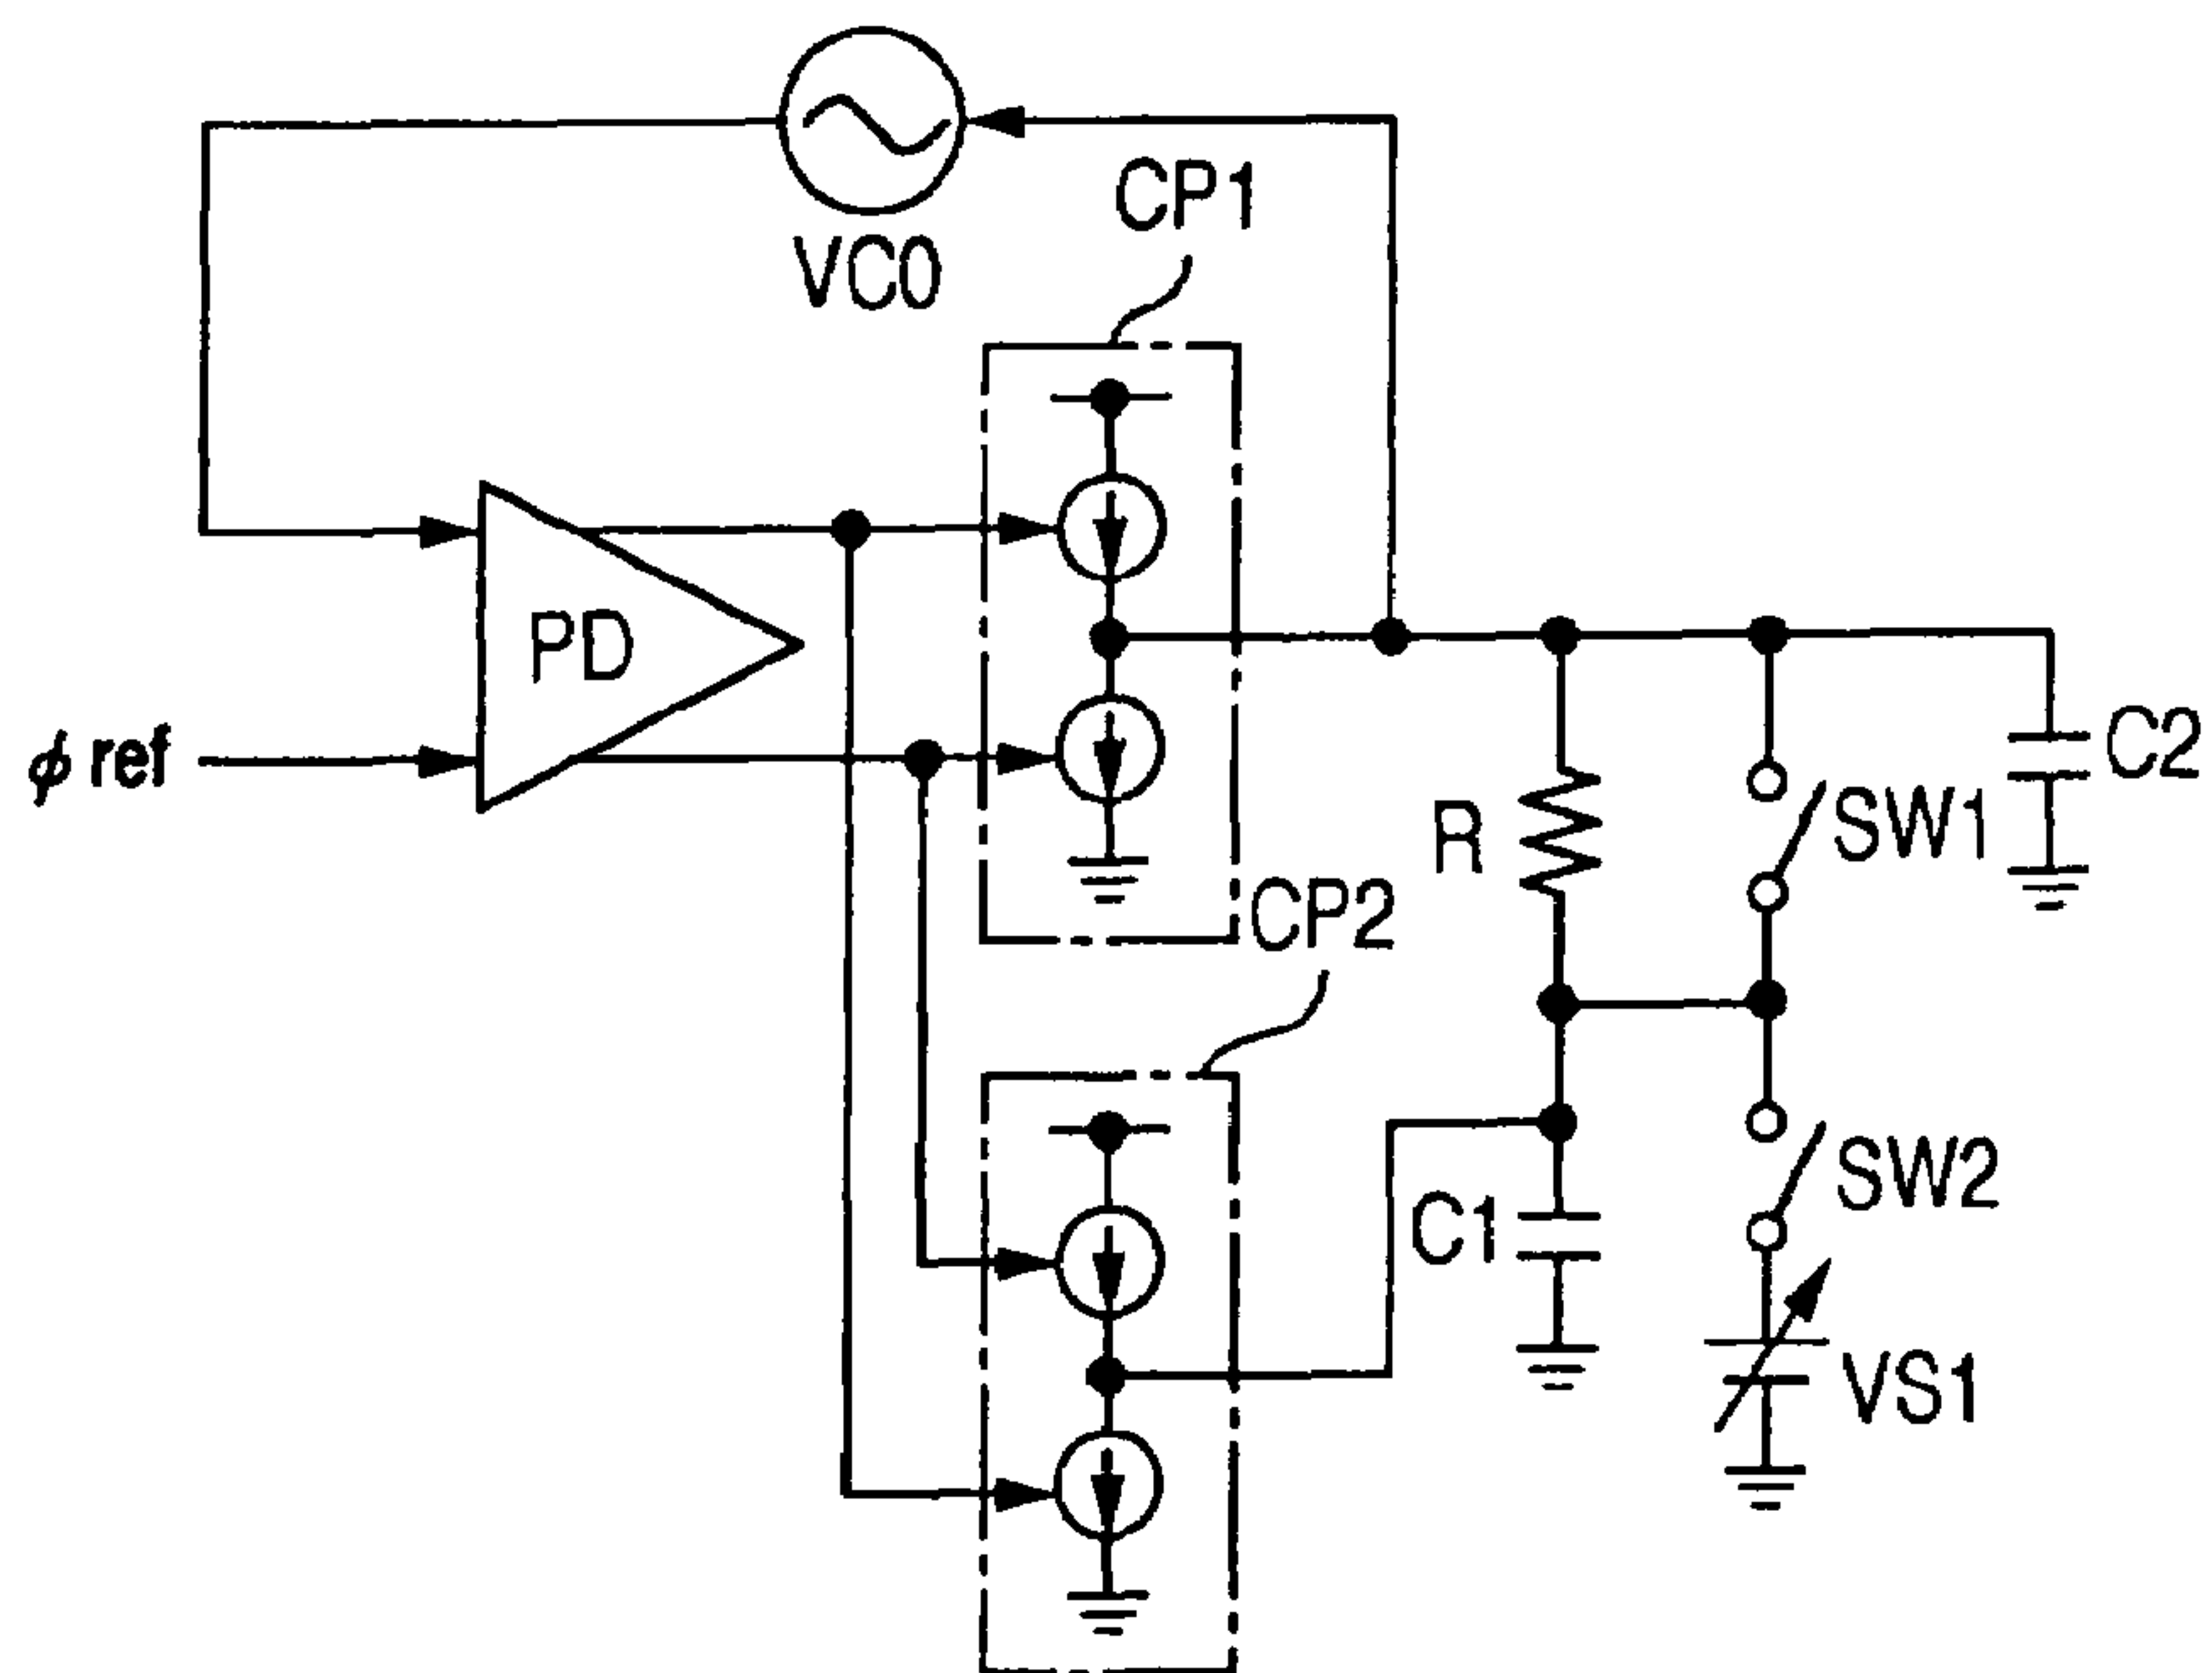 CP1
VC0
PD
φ ref
C2
SW1
R
CP2
SW2
C1
VS1